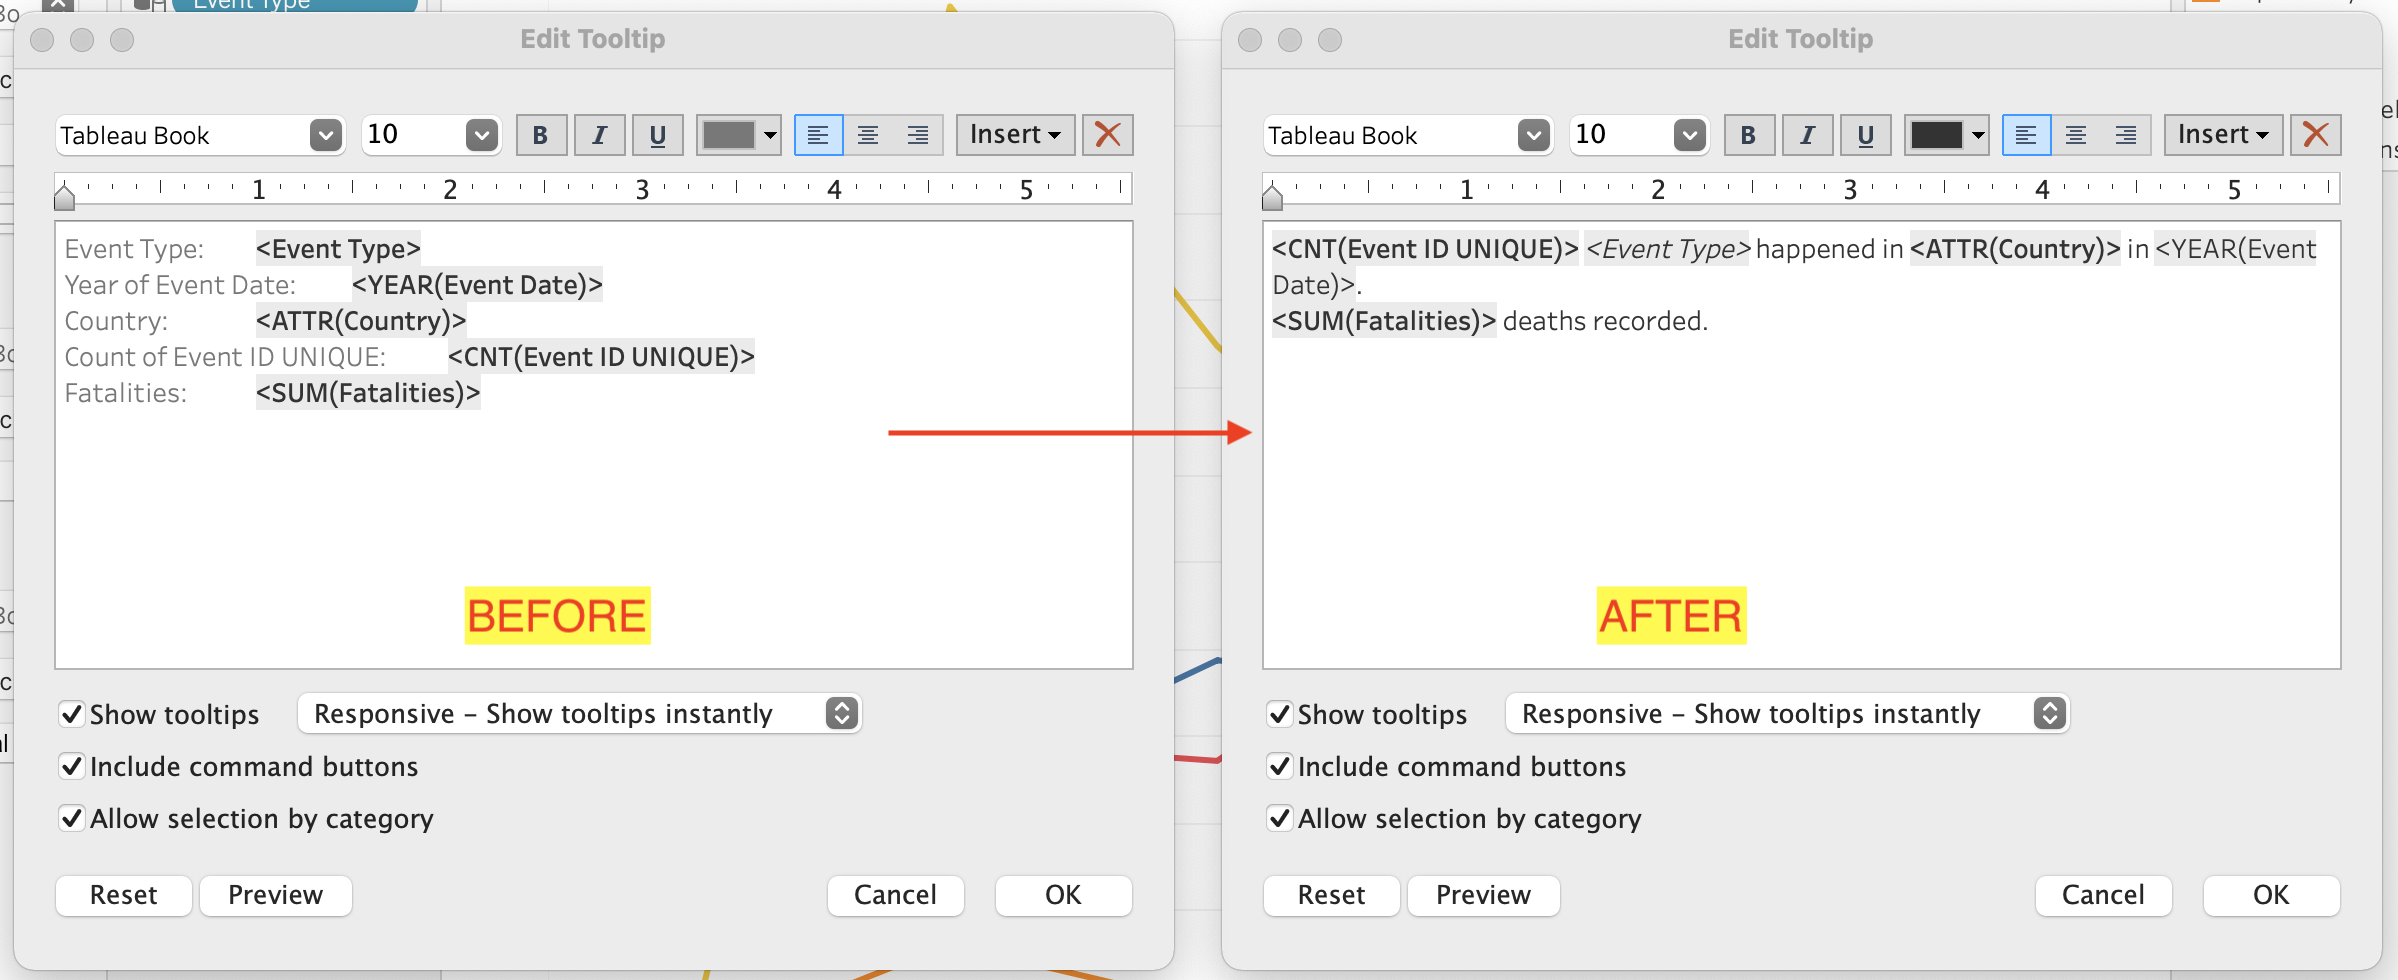 Event Type
Edit Tooltip
Tableau Book
10
B I U
Insert
1 2 3 4 5
Event Type: <Event Type>
Year of Event Date: <YEAR(Event Date)>
Country: <ATTR(Country)>
Count of Event ID UNIQUE: <CNT(Event ID UNIQUE)>
Fatalities: <SUM(Fatalities)>
BEFORE
Show tooltips
Responsive – Show tooltips instantly
Include command buttons
Allow selection by category
Reset
Preview
Cancel
OK
Edit Tooltip
Tableau Book
10
B I U
Insert
1 2 3 4 5
<CNT(Event ID UNIQUE)> <Event Type> happened in <ATTR(Country)> in <YEAR(Event
Date)>.
<SUM(Fatalities)> deaths recorded.
AFTER
Show tooltips
Responsive – Show tooltips instantly
Include command buttons
Allow selection by category
Reset
Preview
Cancel
OK